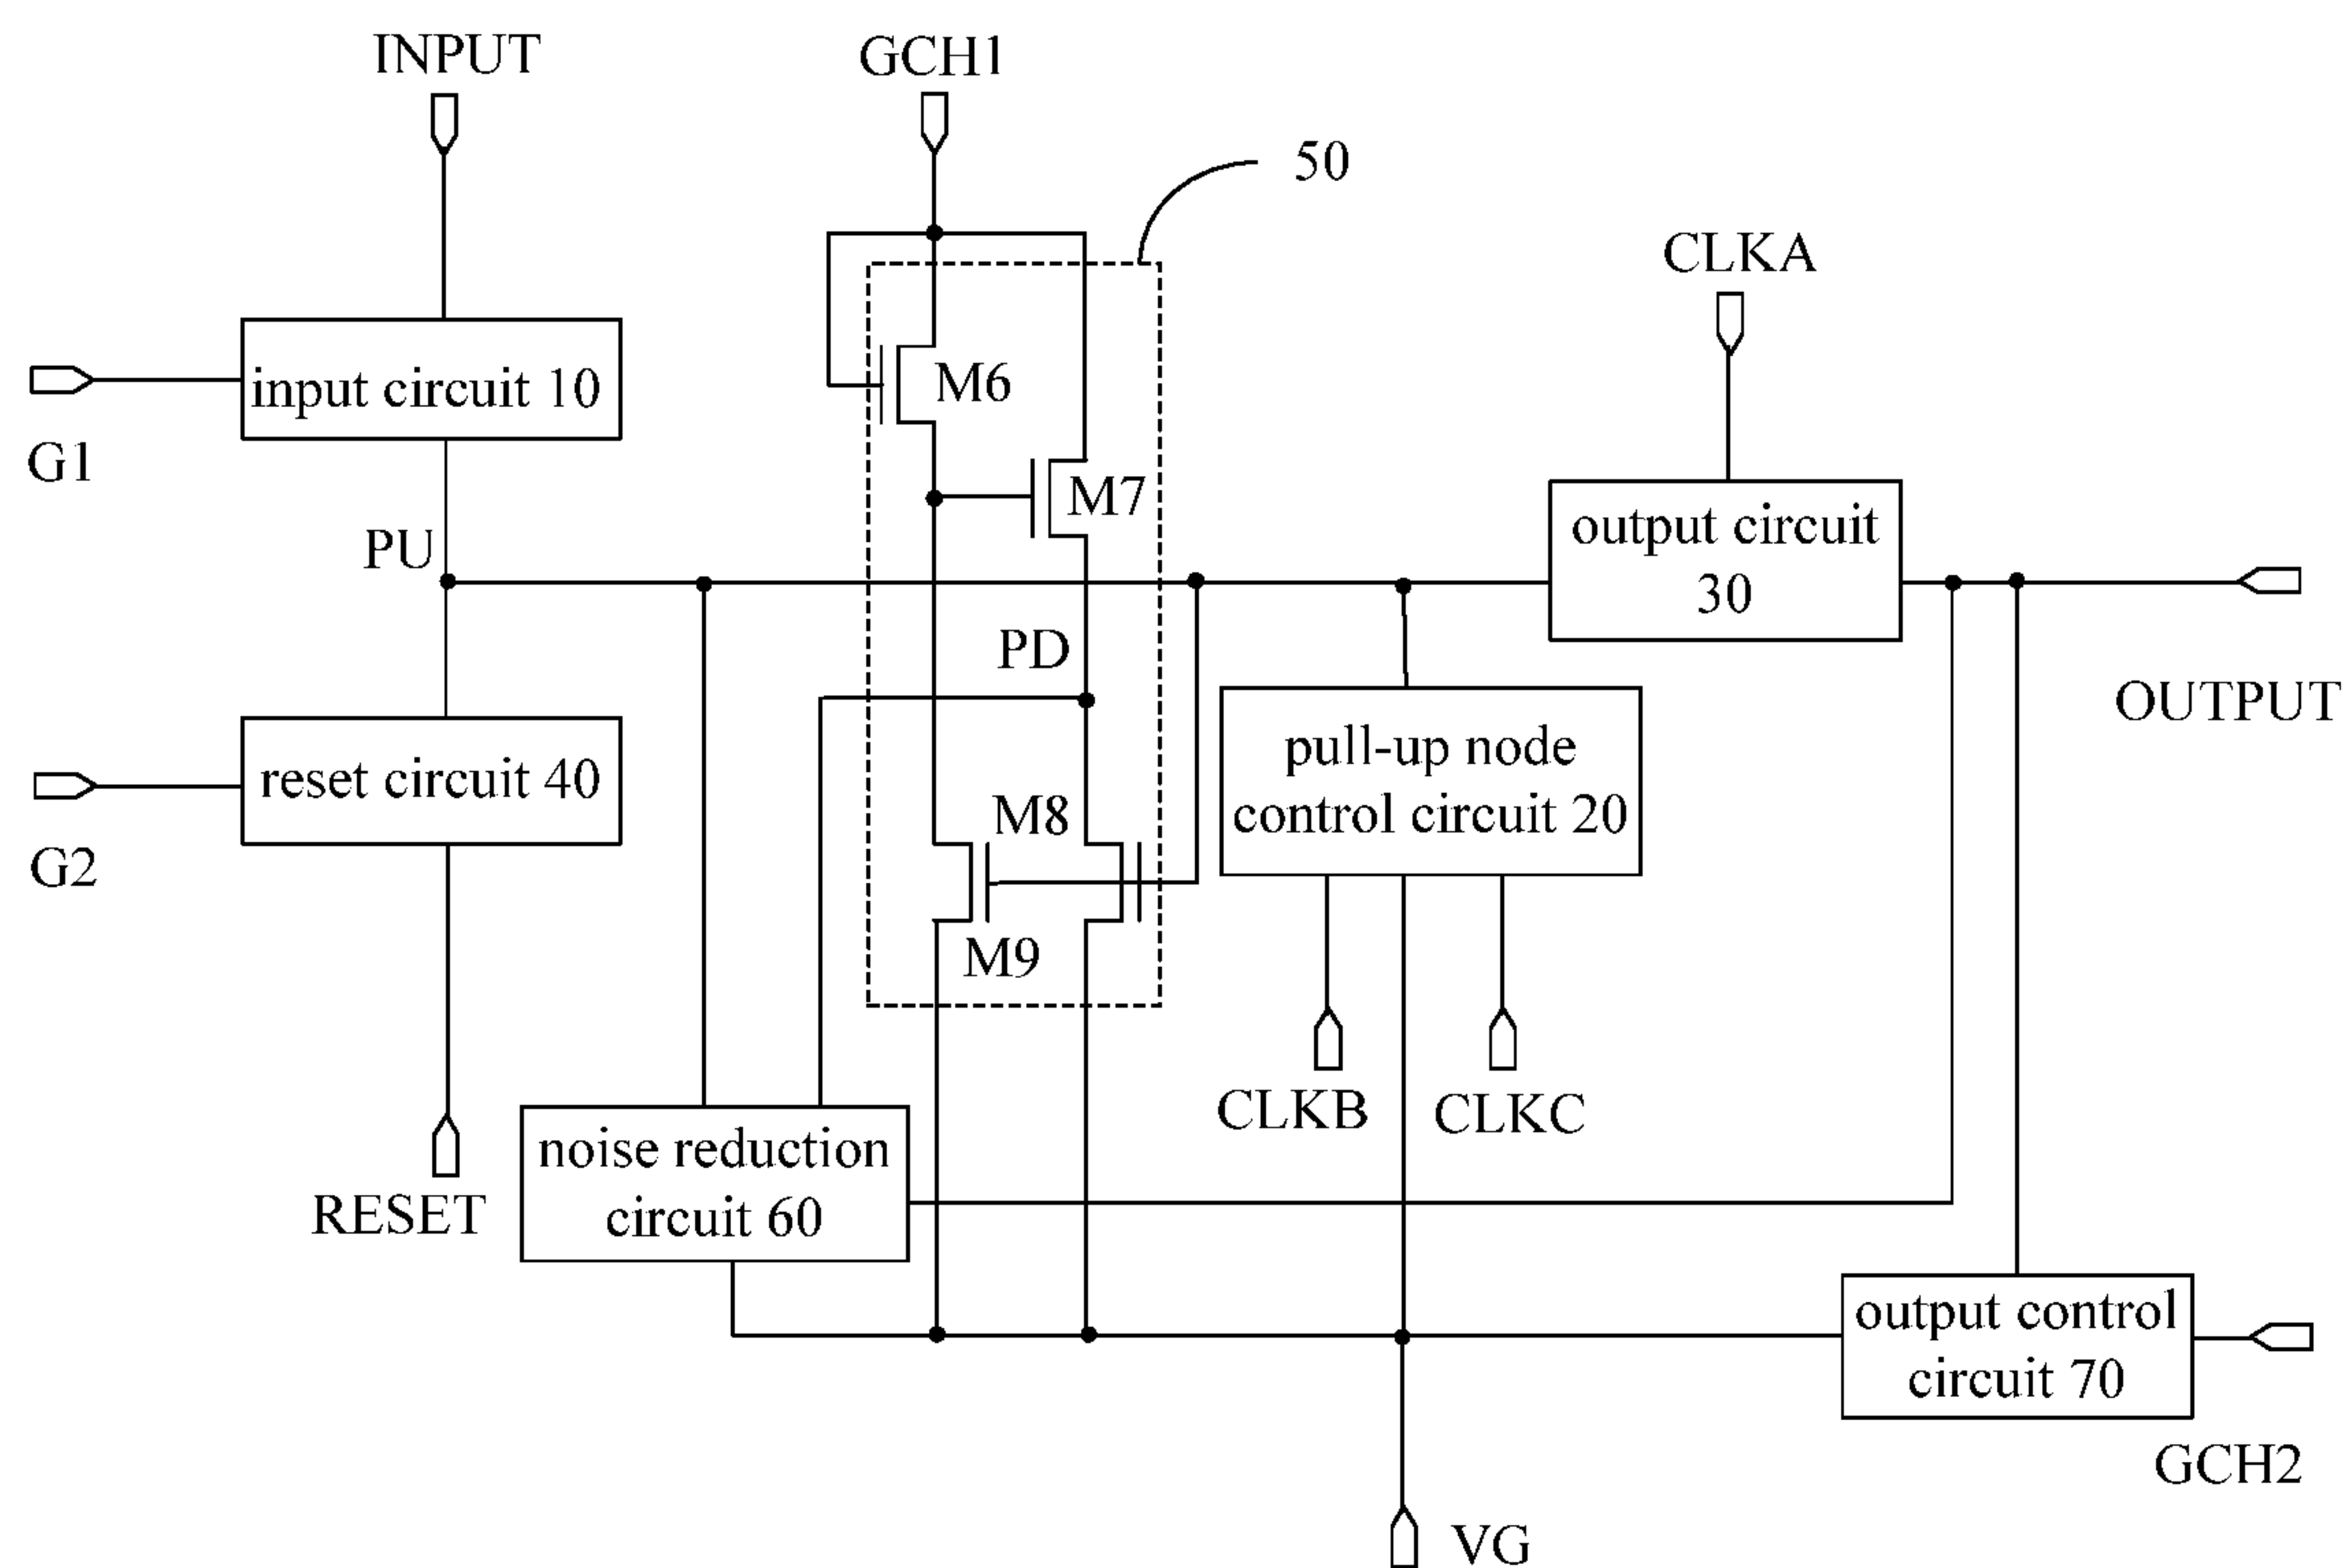 INPUT
GCH1
50
CLKA
input circuit 10
M6
G1
M7
output circuit
30
PU
PD
OUTPUT
reset circuit 40
pull-up node
control circuit 20
M8
G2
M9
CLKB
CLKC
noise reduction
circuit 60
RESET
output control
circuit 70
GCH2
VG